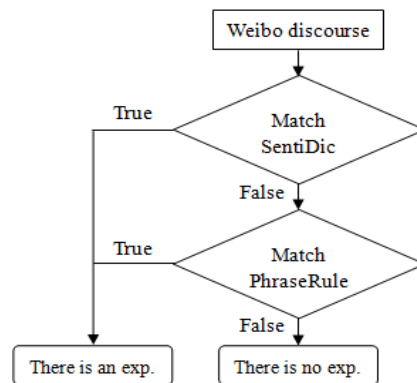 Weibo discourse
True
Match
SentiDic
False
True
Match
PhraseRule
False
There is an exp.
There is no exp.